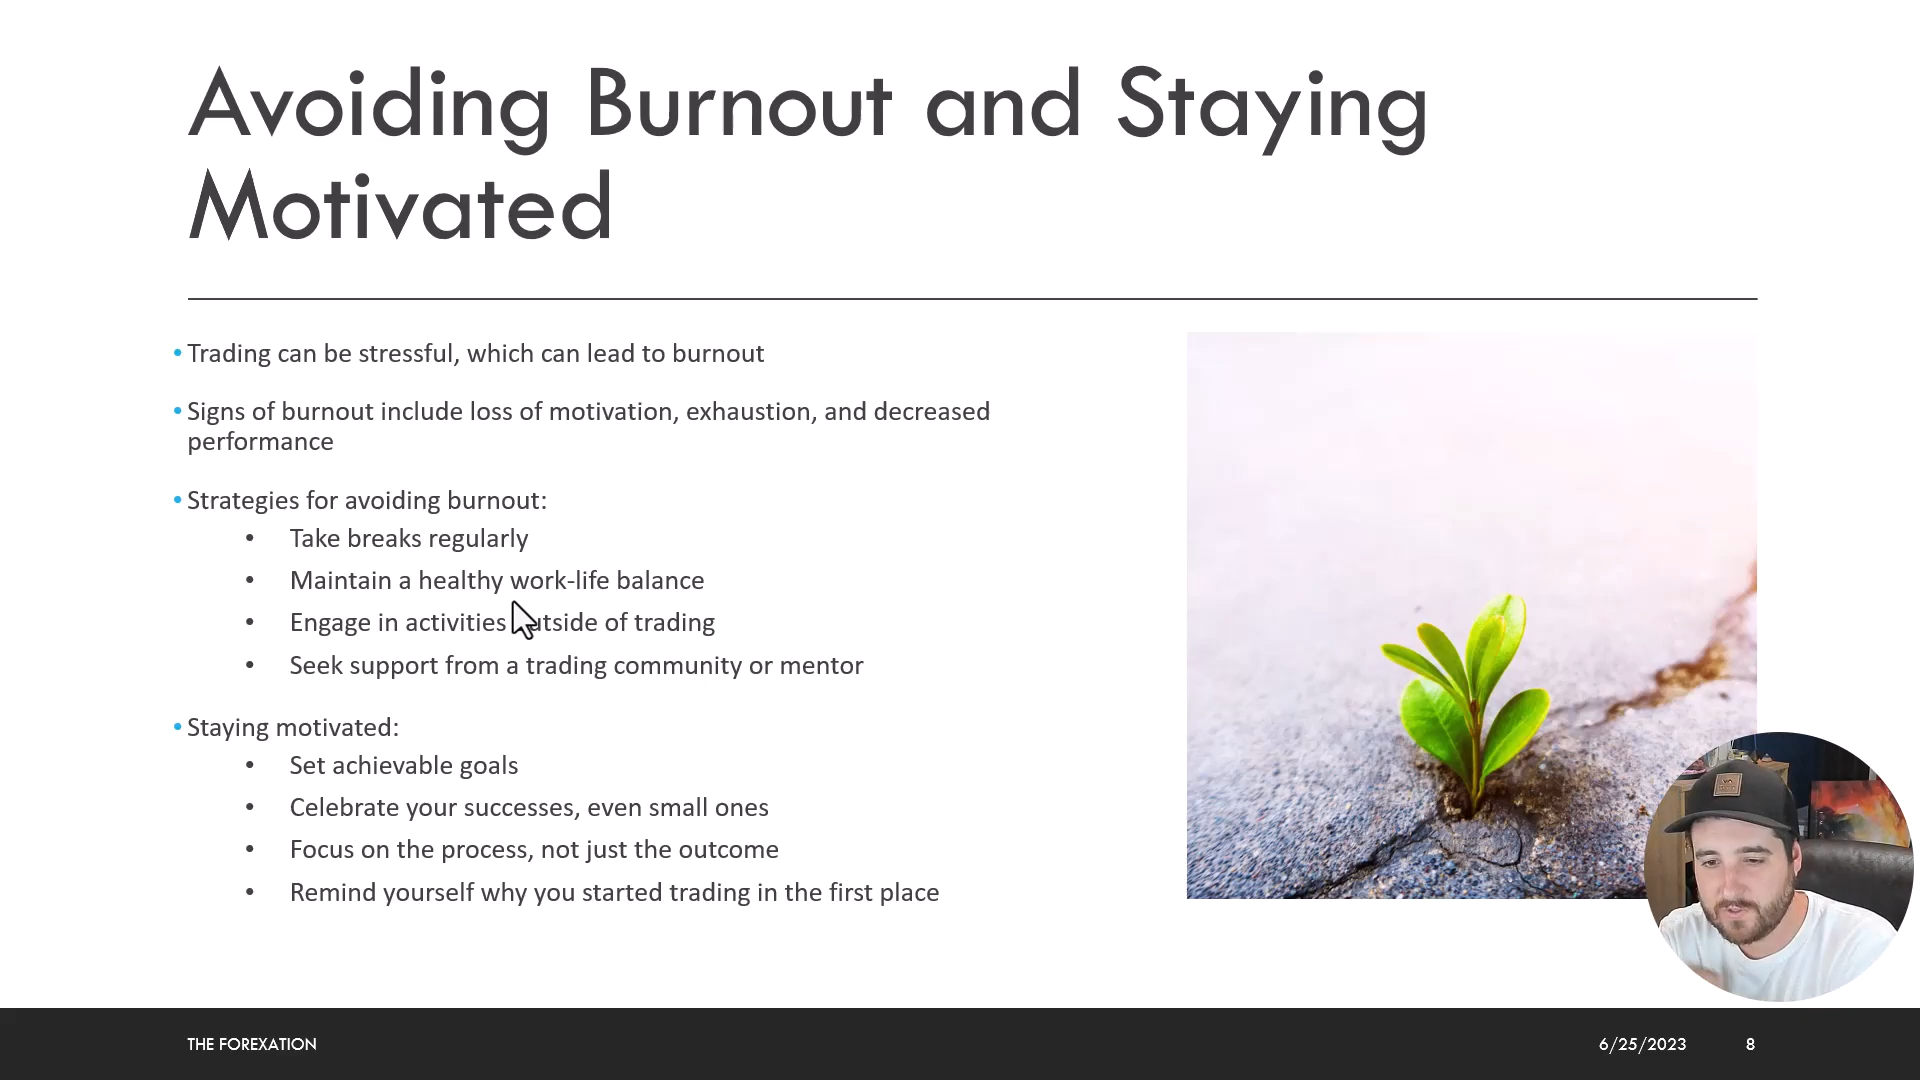 Avoiding Burnout and Staying
Motivated
• Trading can be stressful, which can lead to burnout
• Signs of burnout include loss of motivation, exhaustion, and decreased
performance
• Strategies for avoiding burnout:
• Take breaks regularly
• Maintain a healthy work-life balance
• Engage in activities outside of trading
• Seek support from a trading community or mentor
• Staying motivated:
• Set achievable goals
• Celebrate your successes, even small ones
• Focus on the process, not just the outcome
• Remind yourself why you started trading in the first place
THE FOREXATION
6/25/2023 8